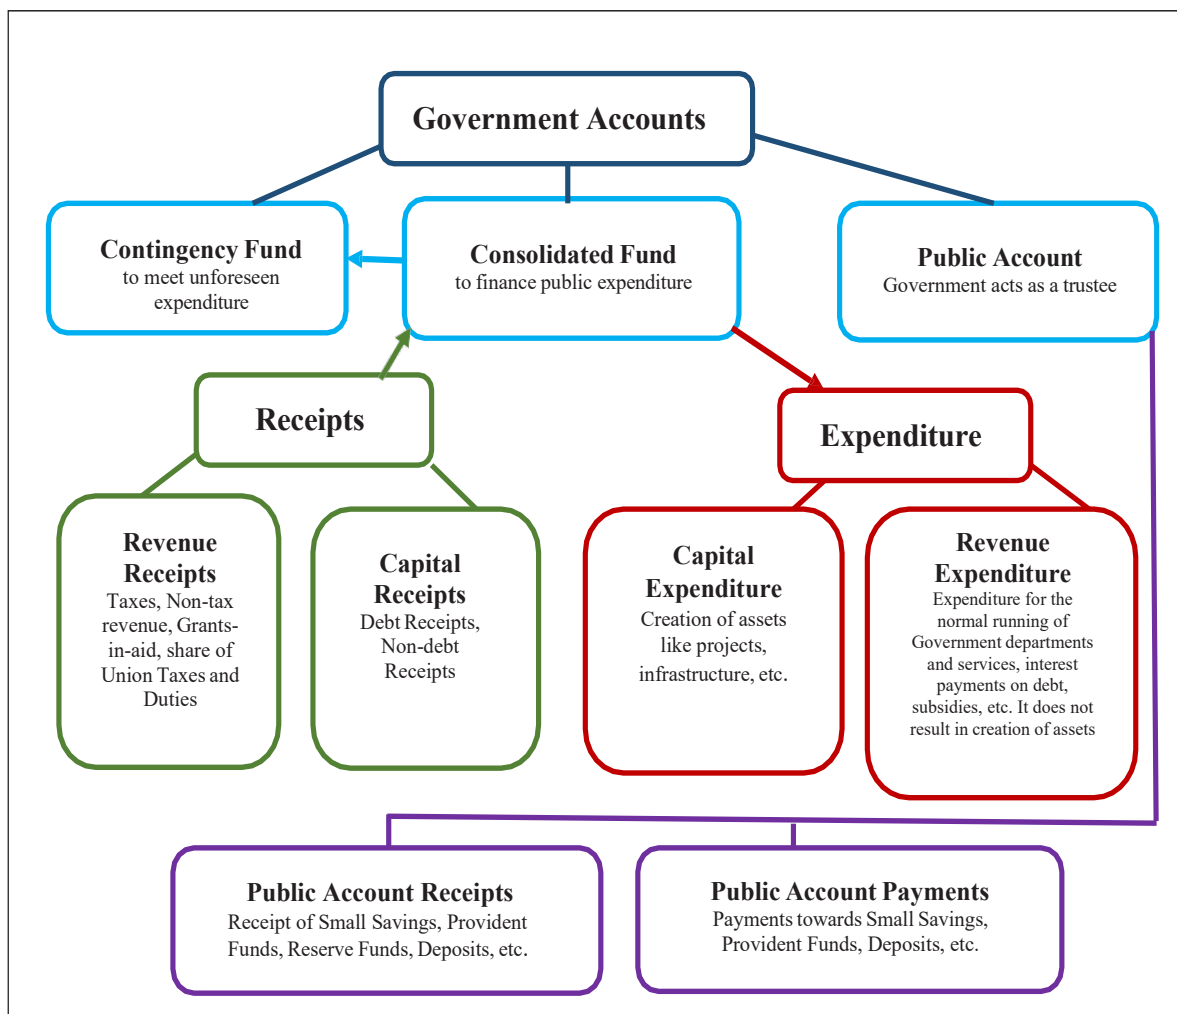 Government Accounts
Contingency Fund
to meet unforeseen
expenditure
Consolidated Fund
to finance public expenditure
Public Account
Government acts as a trustee
Receipts
Expenditure
Revenue
Receipts
Taxes, Non-tax
revenue, Grants-
in-aid, share of
Union Taxes and
Duties
Capital
Receipts
Debt Receipts,
Non-debt
Receipts
Capital
Expenditure
Creation of assets
like projects,
infrastructure, etc.
Revenue
Expenditure
Expenditure for the
normal running of
Government departments
and services, interest
payments on debt,
subsidies, etc. It does not
result in creation of assets
Public Account Receipts
Receipt of Small Savings, Provident
Funds, Reserve Funds, Deposits, etc.
Public Account Payments
Payments towards Small Savings,
Provident Funds, Deposits, etc.